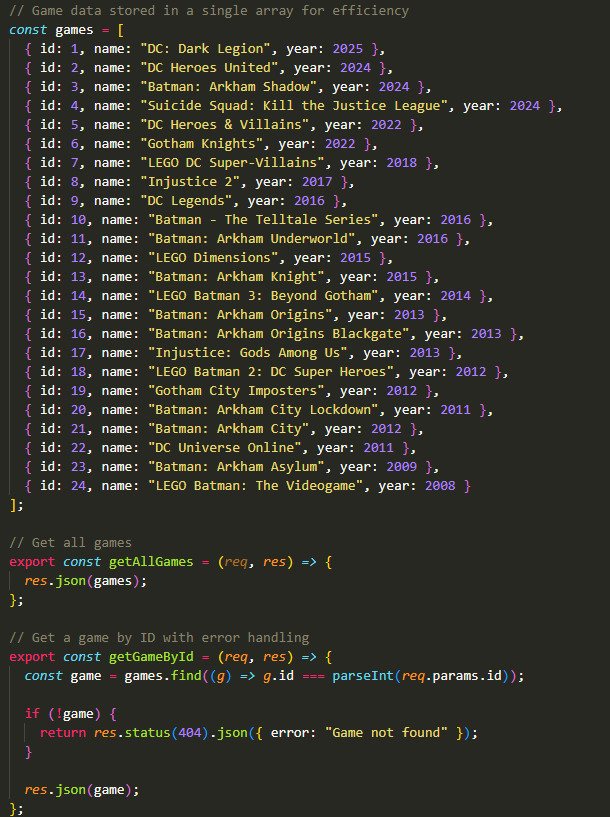 // Game data stored in a single array for efficiency
const games = [
  { id: 1, name: "DC: Dark Legion", year: 2025 },
  { id: 2, name: "DC Heroes United", year: 2024 },
  { id: 3, name: "Batman: Arkham Shadow", year: 2024 },
  { id: 4, name: "Suicide Squad: Kill the Justice League", year: 2024 },
  { id: 5, name: "DC Heroes & Villains", year: 2022 },
  { id: 6, name: "Gotham Knights", year: 2022 },
  { id: 7, name: "LEGO DC Super-Villains", year: 2018 },
  { id: 8, name: "Injustice 2", year: 2017 },
  { id: 9, name: "DC Legends", year: 2016 },
  { id: 10, name: "Batman - The Telltale Series", year: 2016 },
  { id: 11, name: "Batman: Arkham Underworld", year: 2016 },
  { id: 12, name: "LEGO Dimensions", year: 2015 },
  { id: 13, name: "Batman: Arkham Knight", year: 2015 },
  { id: 14, name: "LEGO Batman 3: Beyond Gotham", year: 2014 },
  { id: 15, name: "Batman: Arkham Origins", year: 2013 },
  { id: 16, name: "Batman: Arkham Origins Blackgate", year: 2013 },
  { id: 17, name: "Injustice: Gods Among Us", year: 2013 },
  { id: 18, name: "LEGO Batman 2: DC Super Heroes", year: 2012 },
  { id: 19, name: "Gotham City Imposters", year: 2012 },
  { id: 20, name: "Batman: Arkham City Lockdown", year: 2011 },
  { id: 21, name: "Batman: Arkham City", year: 2012 },
  { id: 22, name: "DC Universe Online", year: 2011 },
  { id: 23, name: "Batman: Arkham Asylum", year: 2009 },
  { id: 24, name: "LEGO Batman: The Videogame", year: 2008 }
];

// Get all games
export const getAllGames = (req, res) => {
  res.json(games);
};

// Get a game by ID with error handling
export const getGameById = (req, res) => {
  const game = games.find((g) => g.id === parseInt(req.params.id));

  if (!game) {
    return res.status(404).json({ error: "Game not found" });
  }

  res.json(game);
};